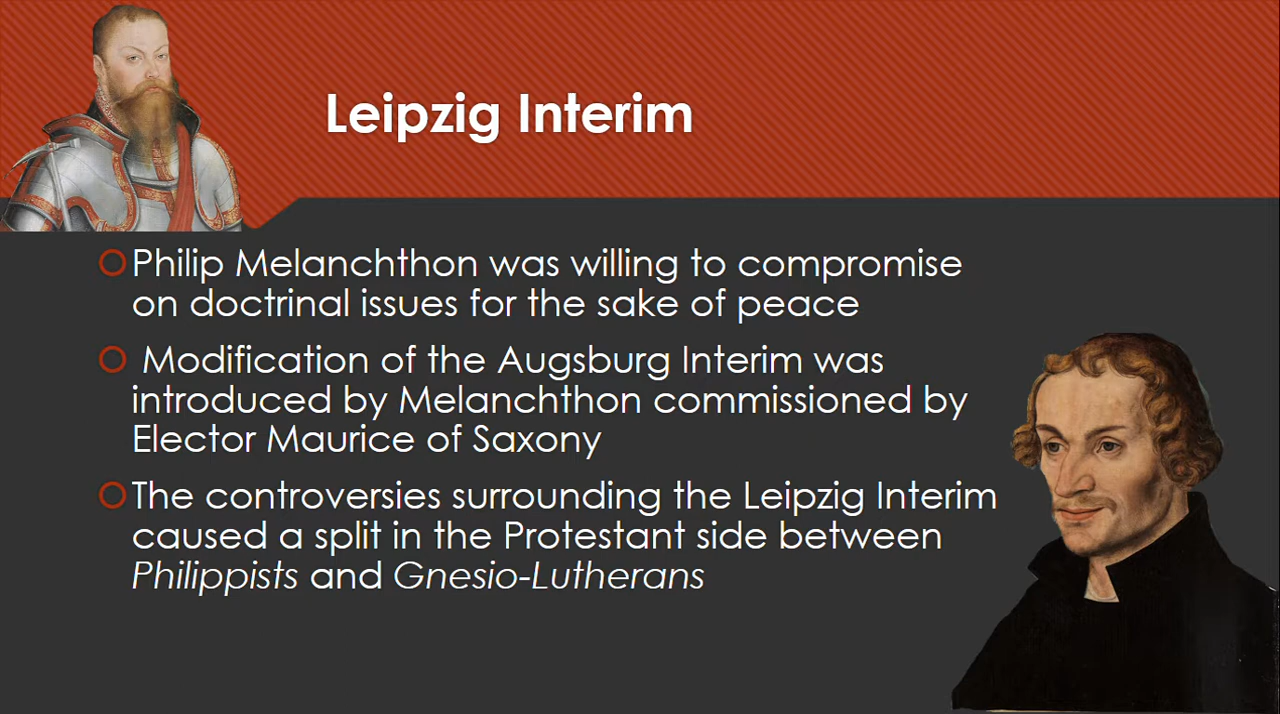 Leipzig Interim
Philip Melanchthon was willing to compromise
on doctrinal issues for the sake of peace
Modification of the Augsburg Interim was
introduced by Melanchthon commissioned by
Elector Maurice of Saxony
The controversies surrounding the Leipzig Interim
caused a split in the Protestant side between
Philippists and Gnesio-Lutherans